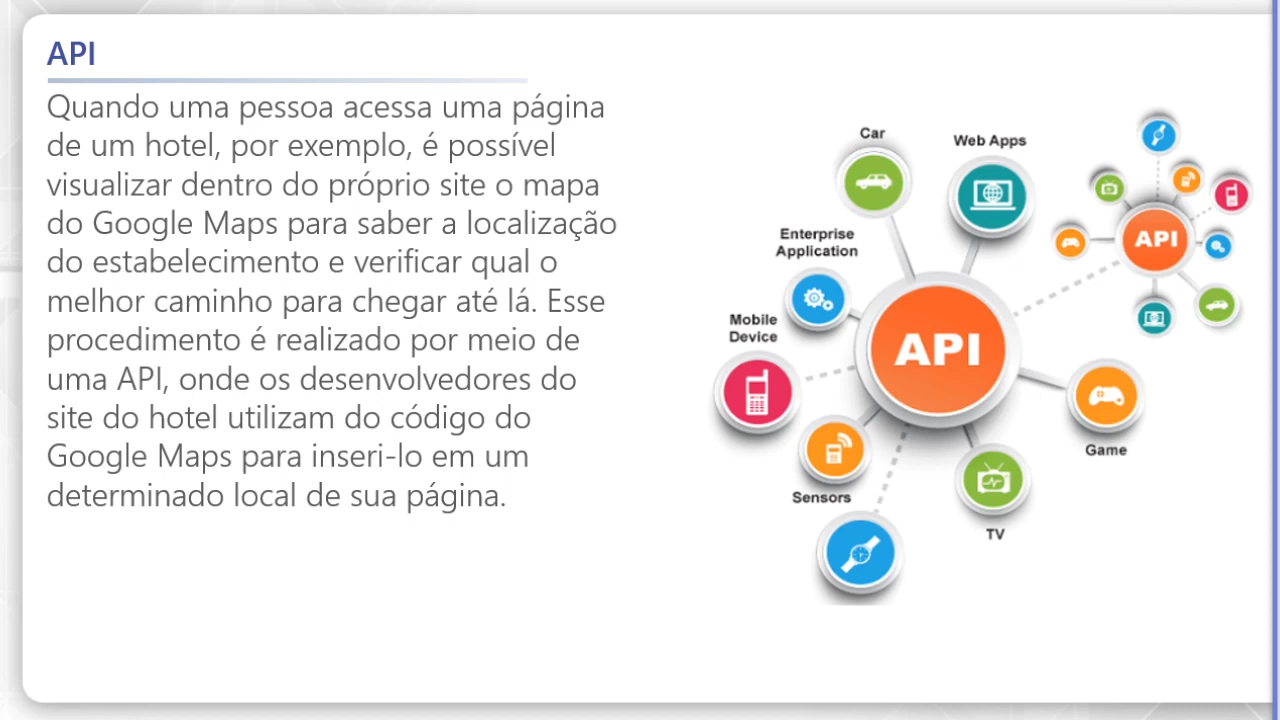 API
Quando uma pessoa acessa uma página
de um hotel, por exemplo, é possível
visualizar dentro do próprio site o mapa
do Google Maps para saber a localização
do estabelecimento e verificar qual o
melhor caminho para chegar até lá. Esse
procedimento é realizado por meio de
uma API, onde os desenvolvedores do
site do hotel utilizam do código do
Google Maps para inseri-lo em um
determinado local de sua página.
Car
Web Apps
Enterprise
Application
Mobile
Device
API
API
Game
Sensors
TV